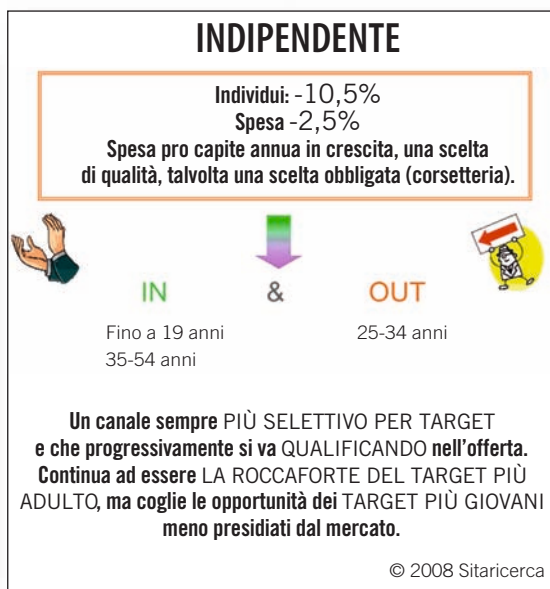 INDIPENDENTE
Individui: -10,5%
Spesa -2,5%
Spesa pro capite annua in crescita, una scelta
di qualità, talvolta una scelta obbligata (corsetteria).
IN & OUT
Fino a 19 anni 25-34 anni
35-54 anni
Un canale sempre PIÙ SELETTIVO PER TARGET
e che progressivamente si va QUALIFICANDO nell'offerta.
Continua ad essere LA ROCCAFORTE DEL TARGET PIÙ
ADULTO, ma coglie le opportunità dei TARGET PIÙ GIOVANI
meno presidiati dal mercato.
© 2008 Sitaricerca